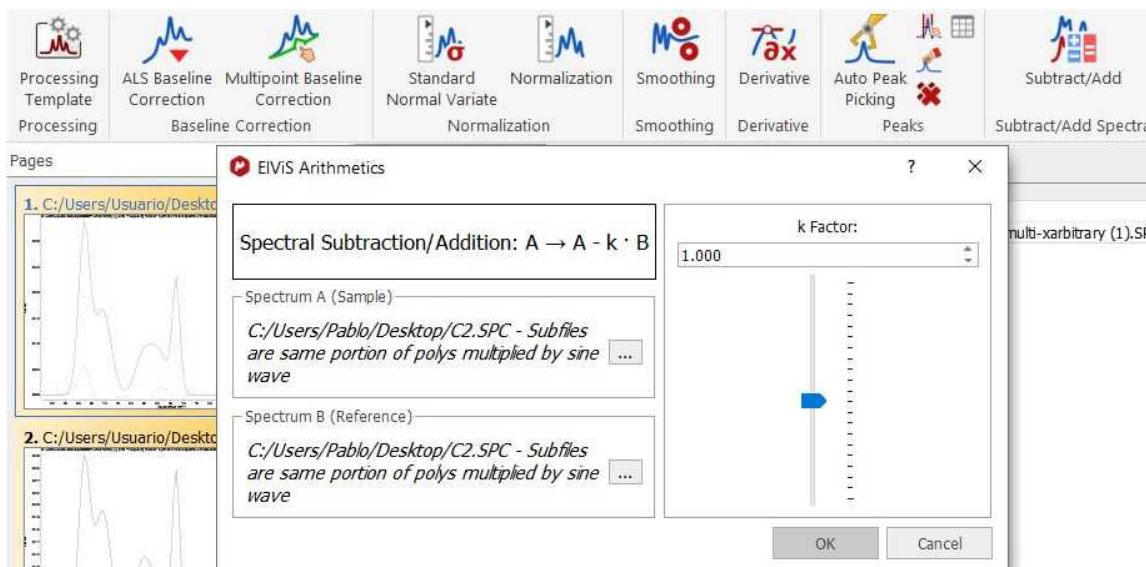 Processing Template
ALS Baseline Correction
Multipoint Baseline Correction
Standard Normal Variate
Normalization
Smoothing
Derivative
Auto Peak Picking
Subtract/Add
Processing
Baseline Correction
Normalization
Smoothing
Derivative
Peaks
Subtract/Add Spectra
Pages
ElViS Arithmetics
?
1. C:/Users/Usuario/Deskto
Spectral Subtraction/Addition: A → A - k · B
k Factor:
1.000
multi-xarbitrary (1).SP
Spectrum A (Sample)
C:/Users/Pablo/Desktop/C2.SPC - Subfiles
are same portion of polys multiplied by sine
wave
...
Spectrum B (Reference)
2. C:/Users/Usuario/Deskto
C:/Users/Pablo/Desktop/C2.SPC - Subfiles
are same portion of polys multiplied by sine
wave
...
OK
Cancel